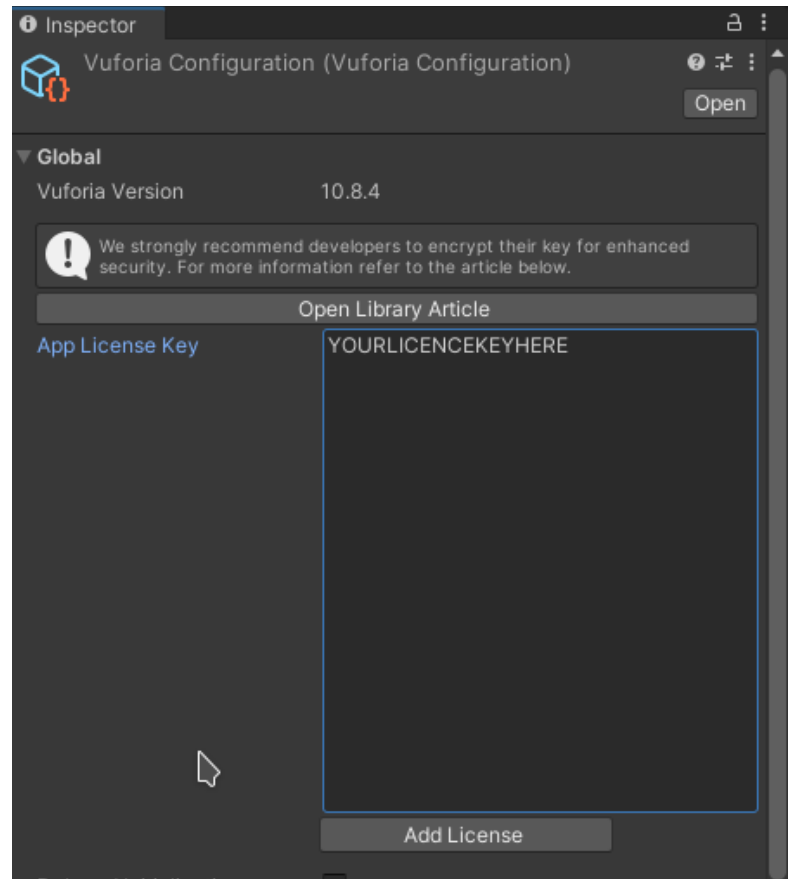 Inspector
Vuforia Configuration (Vuforia Configuration)
Open
Global
Vuforia Version 10.8.4
We strongly recommend developers to encrypt their key for enhanced
security. For more information refer to the article below.
Open Library Article
App License Key YOURLICENCEKEYHERE
Add License